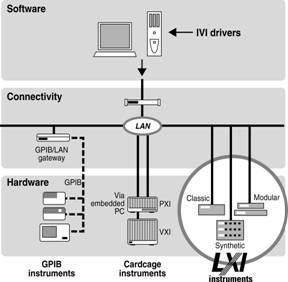 Software
IVI drivers
Connectivity
LAN
GPIB/LAN
gateway
GPIB
Hardware
Via
embedded
PC
PXI
VXI
Classic
Modular
Synthetic
LXI
GPIB
instruments
Cardcage
instruments
instruments